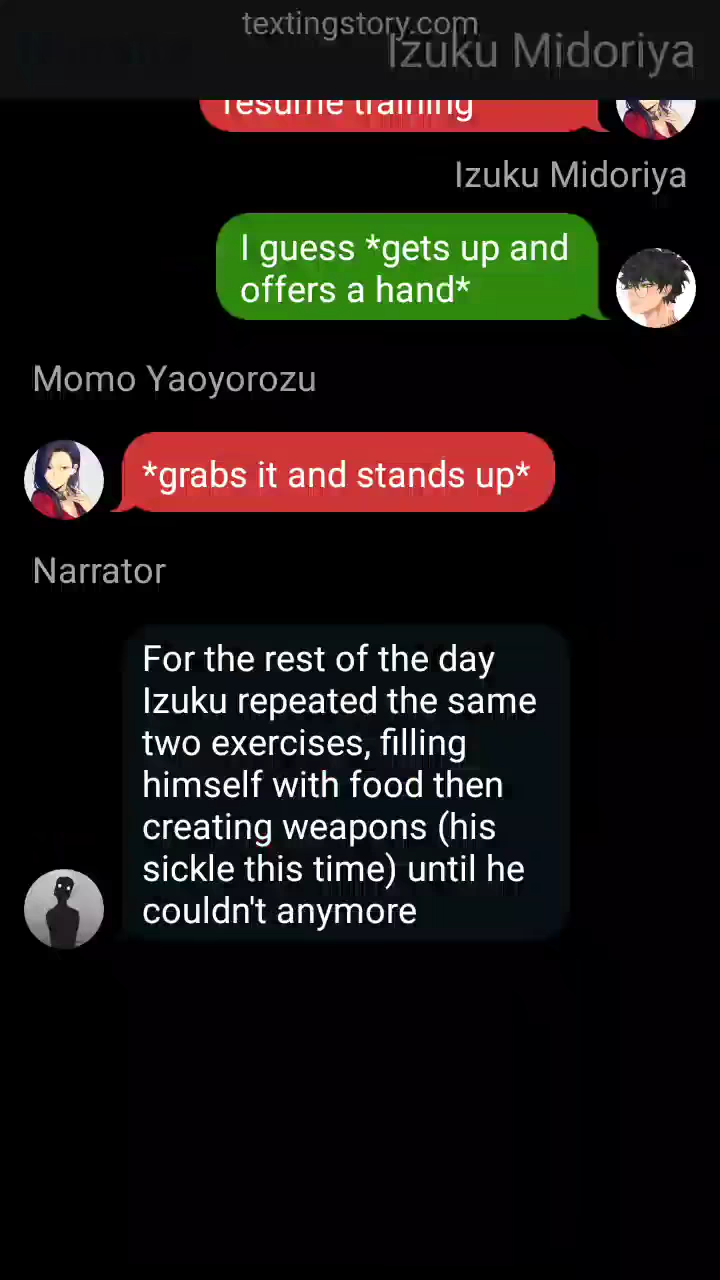 textingstory.com
Izuku Midoriya
resume training
Izuku Midoriya
I guess *gets up and
offers a hand*
Momo Yaoyorozu
*grabs it and stands up*
Narrator
For the rest of the day
Izuku repeated the same
two exercises, filling
himself with food then
creating weapons (his
sickle this time) until he
couldn't anymore